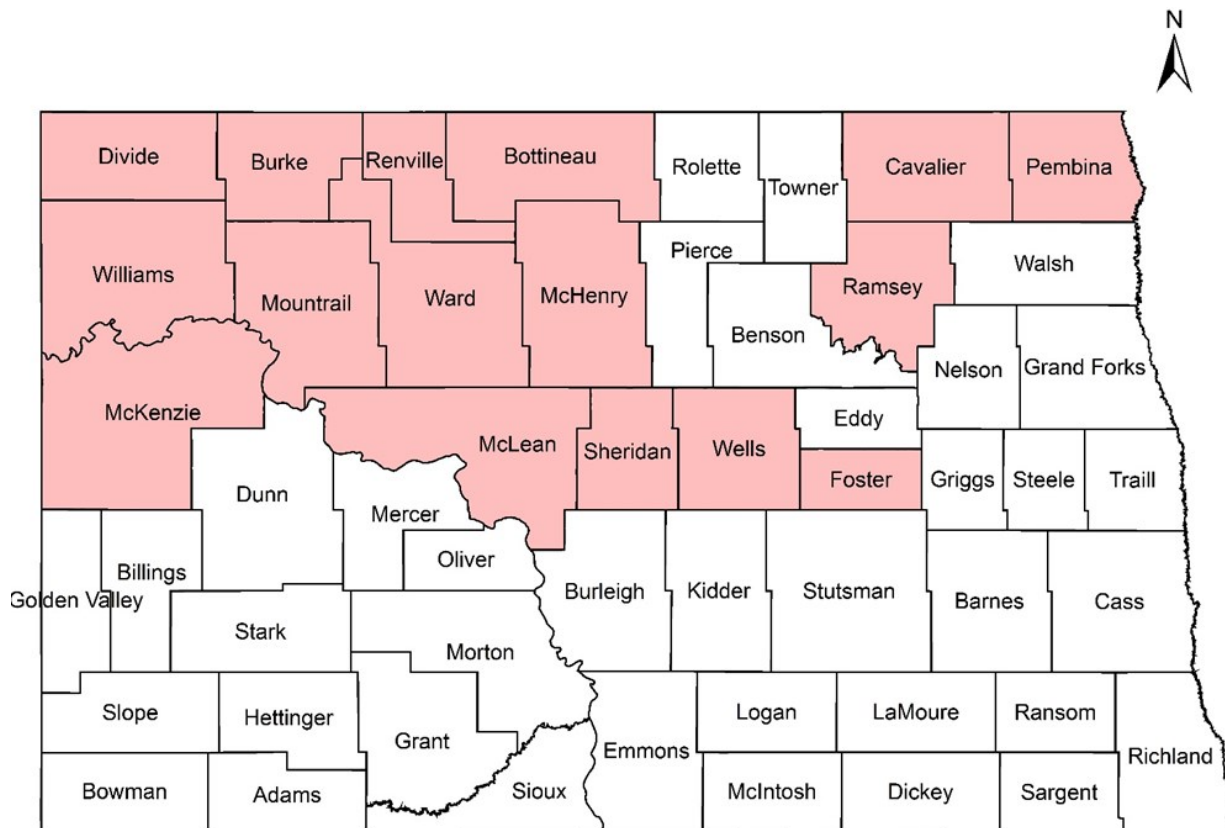 N
Divide
Burke
Renville
Bottineau
Rolette
Towner
Cavalier
Pembina
Williams
Mountrail
Ward
McHenry
Pierce
Benson
Ramsey
Walsh
Nelson
Grand Forks
McKenzie
Dunn
McLean
Sheridan
Wells
Eddy
Foster
Griggs
Steele
Traill
Mercer
Oliver
Golden Valley
Billings
Stark
Morton
Burleigh
Kidder
Stutsman
Barnes
Cass
Slope
Hettinger
Grant
Emmons
Logan
LaMoure
Ransom
Richland
Bowman
Adams
Sioux
McIntosh
Dickey
Sargent